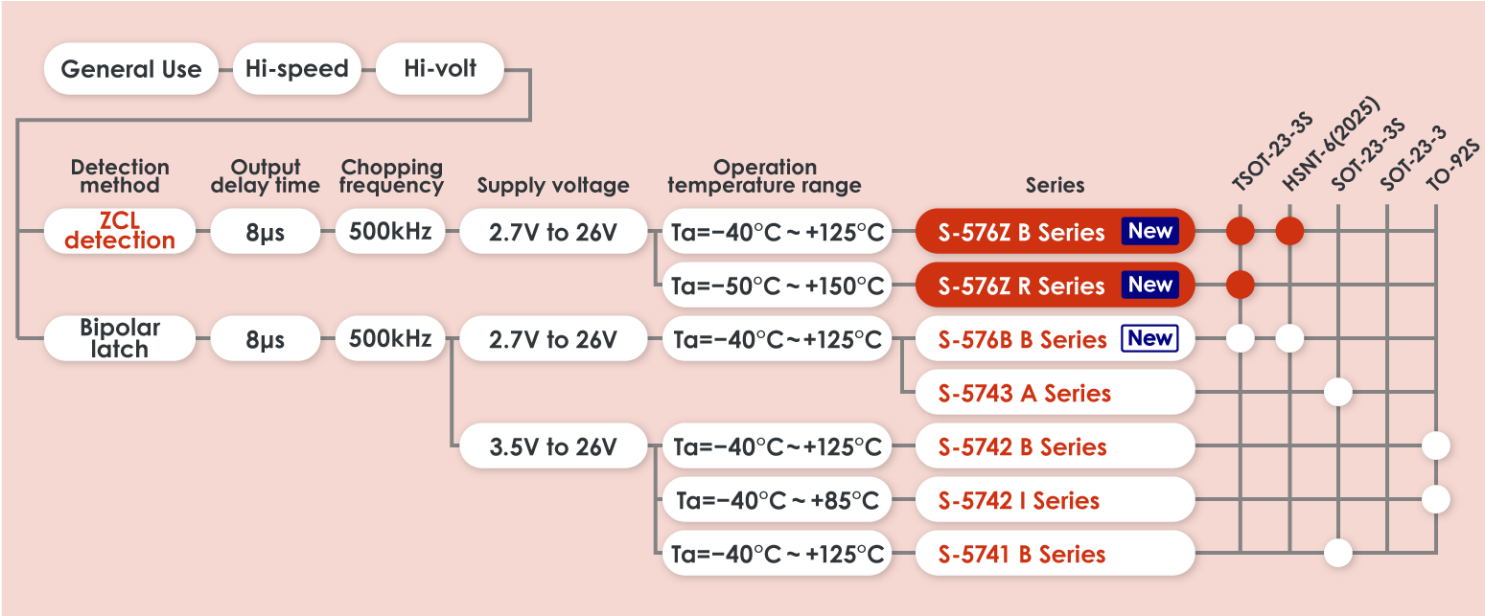 General Use
Hi-speed
Hi-volt
TSOT-23-3S
HSNT-6(2025)
SOT-23-3S
SOT-23-3
TO-92S
Detection
method
Output
delay time
Chopping
frequency
Supply voltage
Operation
temperature range
Series
ZCL
detection
8µs
500kHz
2.7V to 26V
Ta=−40°C ~ +125°C
S-576Z B Series
New
Ta=−50°C ~ +150°C
S-576Z R Series
New
Bipolar
latch
8µs
500kHz
2.7V to 26V
Ta=−40°C~+125°C
S-576B B Series
New
S-5743 A Series
3.5V to 26V
Ta=−40°C~+125°C
S-5742 B Series
Ta=−40°C ~ +85°C
S-5742 I Series
Ta=−40°C ~ +125°C
S-5741 B Series